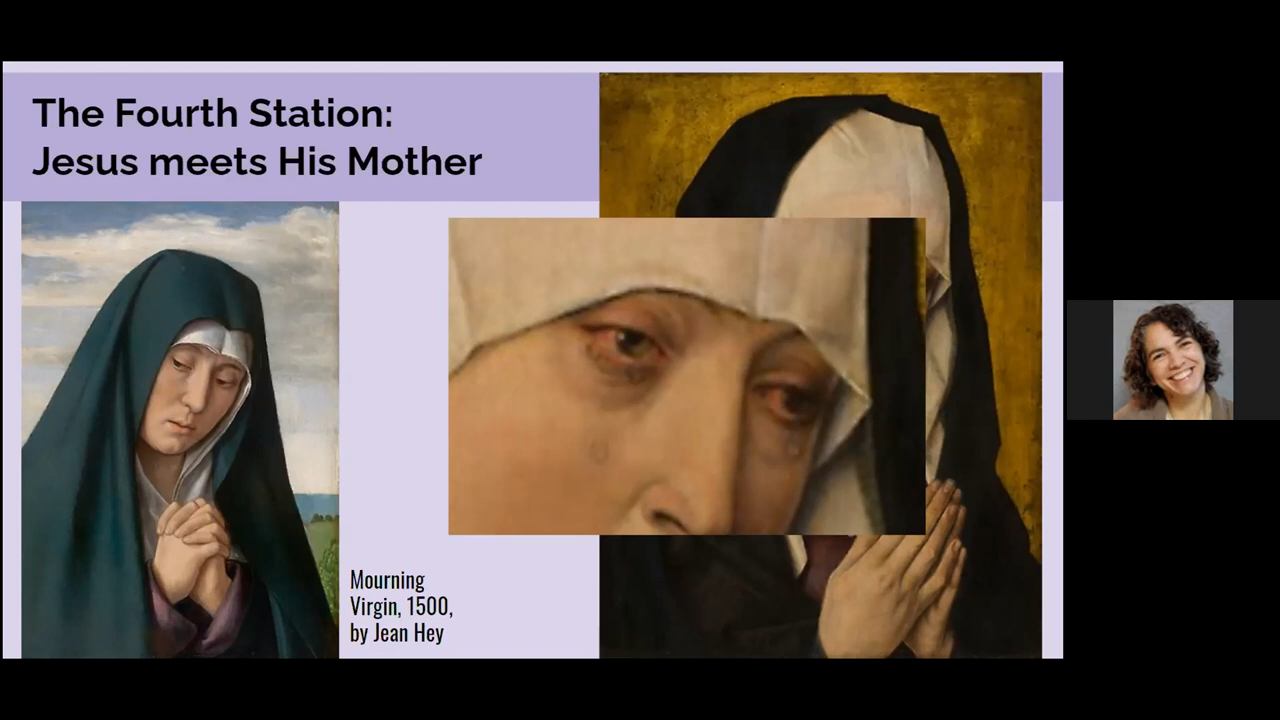 The Fourth Station:
Jesus meets His Mother
Mourning
Virgin, 1500,
by Jean Hey